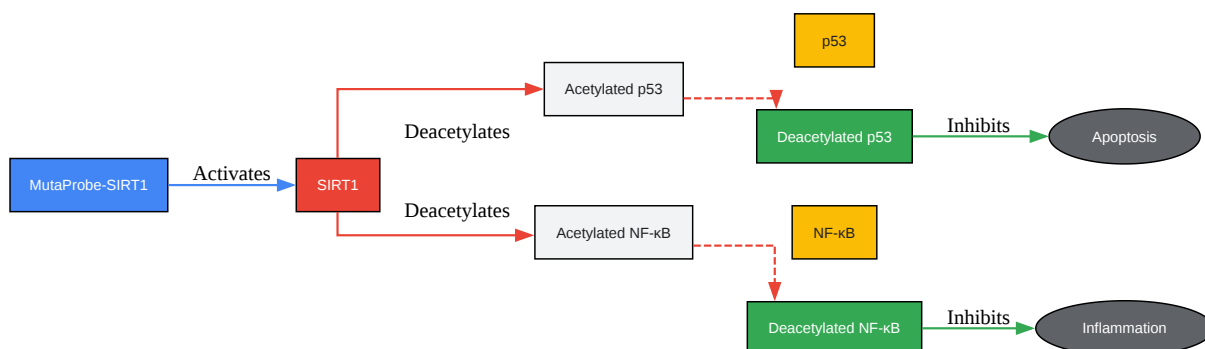 p53
Acetylated p53
Deacetylates
Deacetylated p53
Inhibits
Apoptosis
MutaProbe-SIRT1
Activates
SIRT1
Deacetylates
Acetylated NF-κB
NF-κB
Deacetylated NF-κB
Inhibits
Inflammation